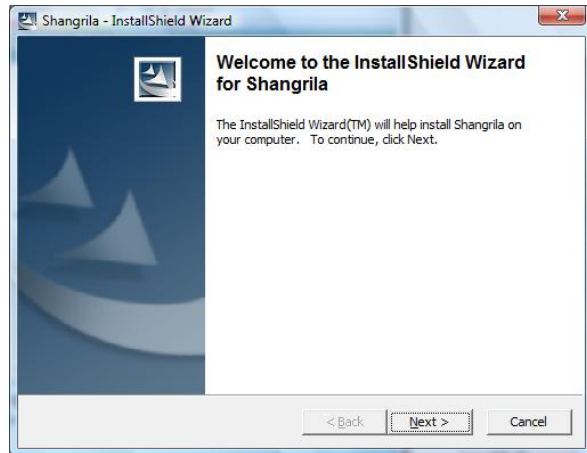 Shangrila - InstallShield Wizard
Welcome to the InstallShield Wizard
for Shangrila
The InstallShield Wizard(TM) will help install Shangrila on
your computer. To continue, click Next.
< Back
Next >
Cancel